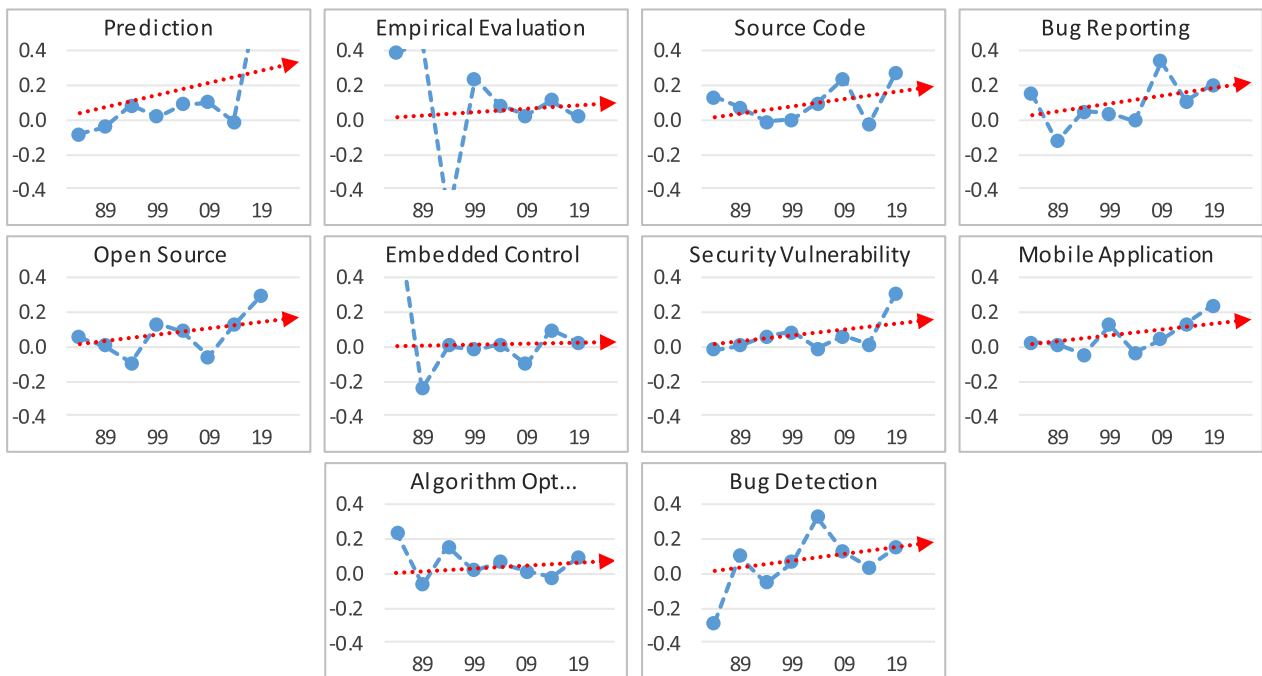 Prediction
0.4
0.2
0.0
-0.2
-0.4
89 99 09 19
Empirical Evaluation
0.4
0.2
0.0
-0.2
-0.4
89 99 09 19
Source Code
0.4
0.2
0.0
-0.2
-0.4
89 99 09 19
Bug Reporting
0.4
0.2
0.0
-0.2
-0.4
89 99 09 19
Open Source
0.4
0.2
0.0
-0.2
-0.4
89 99 09 19
Embedded Control
0.4
0.2
0.0
-0.2
-0.4
89 99 09 19
Security Vulnerability
0.4
0.2
0.0
-0.2
-0.4
89 99 09 19
Mobile Application
0.4
0.2
0.0
-0.2
-0.4
89 99 09 19
Algorithm Opt...
0.4
0.2
0.0
-0.2
-0.4
89 99 09 19
Bug Detection
0.4
0.2
0.0
-0.2
-0.4
89 99 09 19